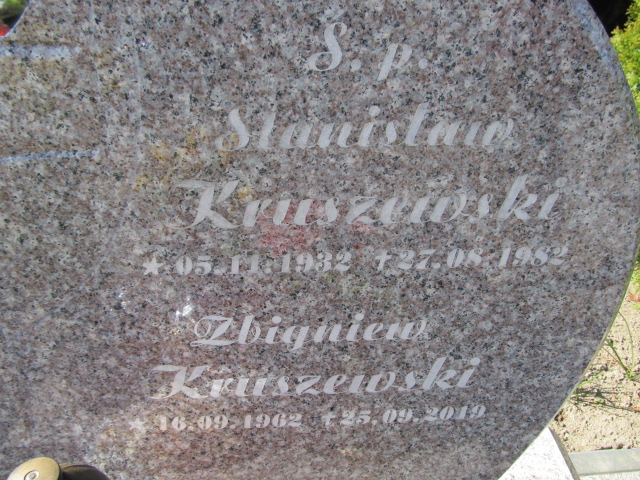 Ś. p.
Stanisław
Kruszewski
★ 05.11.1932 ✝ 27.08.1982
Zbigniew
Kruszewski
★ 16.09.1962 ✝ 25.09.2019